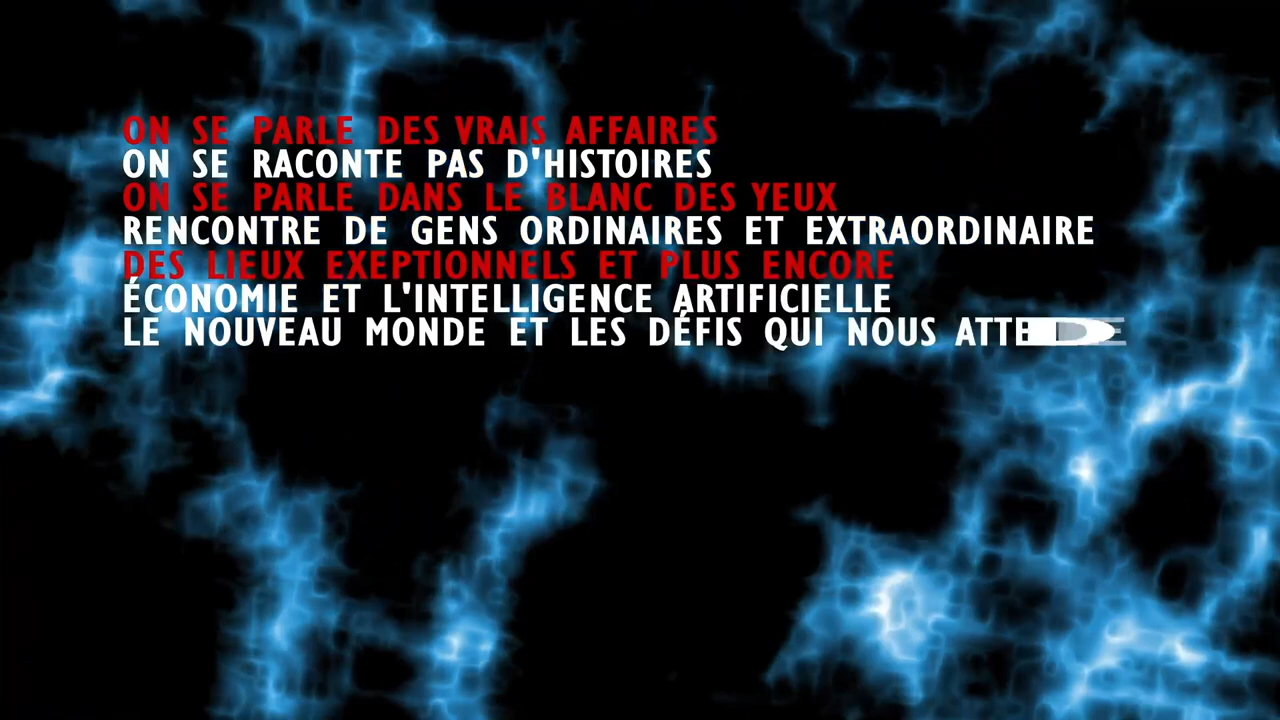 ON SE PARLE DES VRAIS AFFAIRES
ON SE RACONTE PAS D'HISTOIRES
ON SE PARLE DANS LE BLANC DES YEUX
RENCONTRE DE GENS ORDINAIRES ET EXTRAORDINAIRE
DES LIEUX EXEPTIONNELS ET PLUS ENCORE
ÉCONOMIE ET L'INTELLIGENCE ARTIFICIELLE
LE NOUVEAU MONDE ET LES DÉFIS QUI NOUS